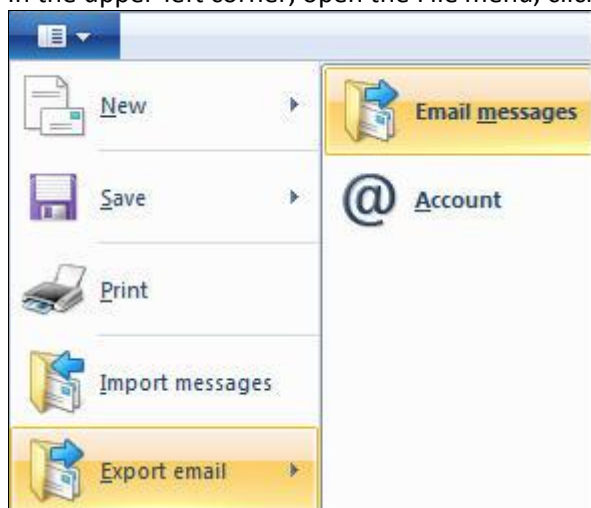 In the upper left corner, open the File menu, click
New
Save
Print
Import messages
Export email
Email messages
@ Account